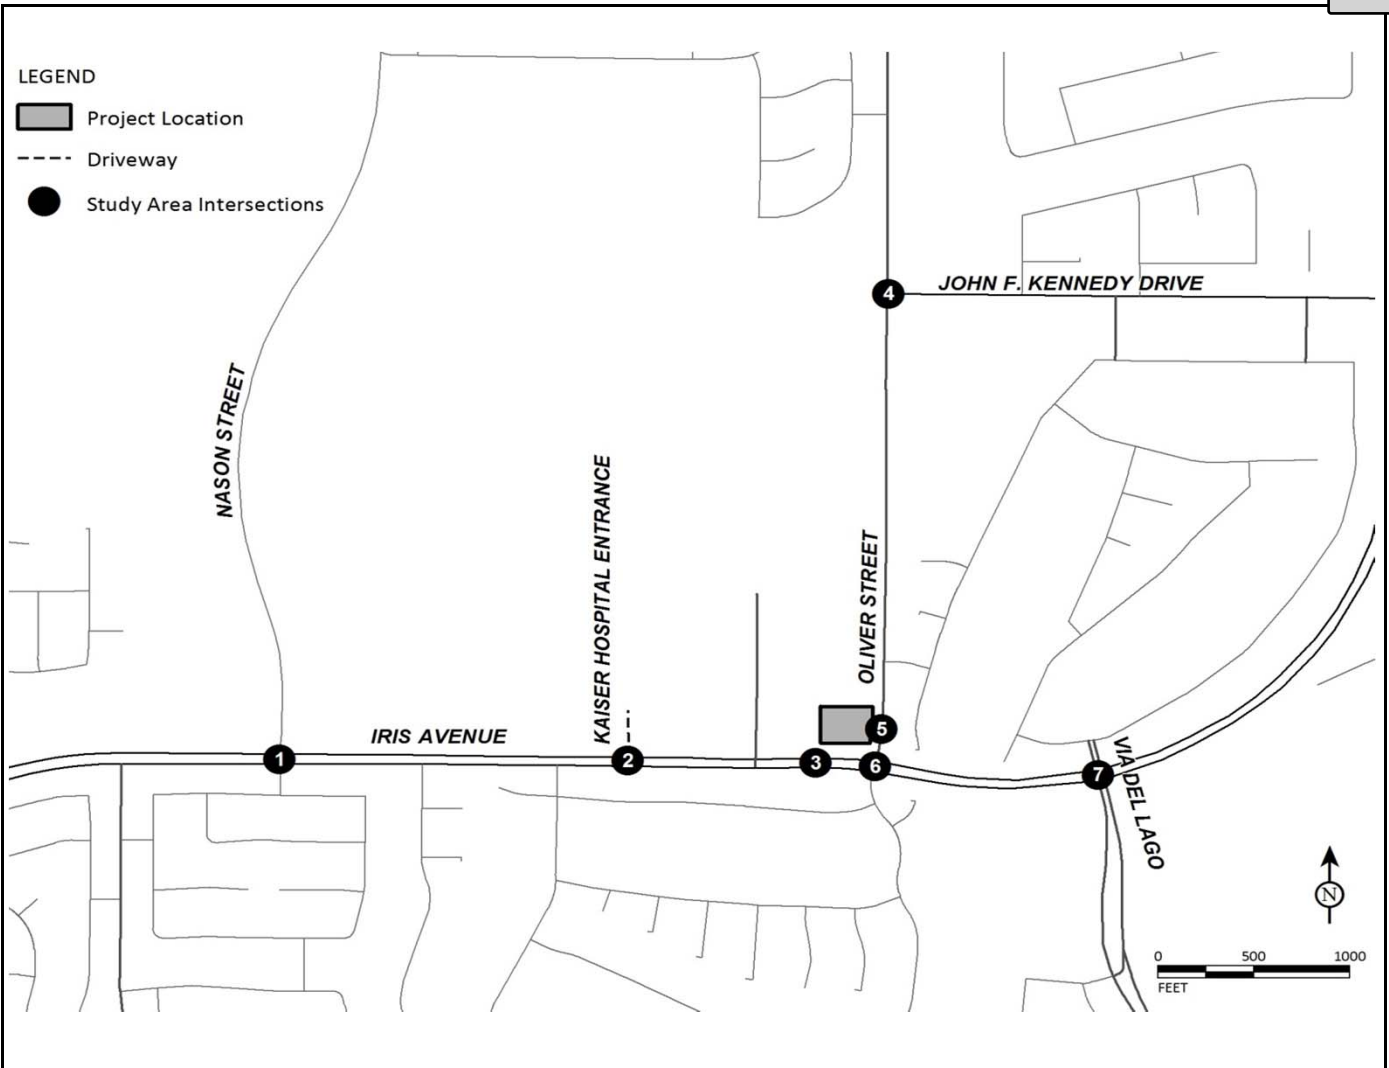 LEGEND
Project Location
Driveway
Study Area Intersections
4
JOHN F. KENNEDY DRIVE
NASON STREET
KAISER HOSPITAL ENTRANCE
OLIVER STREET
5
IRIS AVENUE
1
2
3
6
7
VIA DEL LAGO
N
0 500 1000
FEET